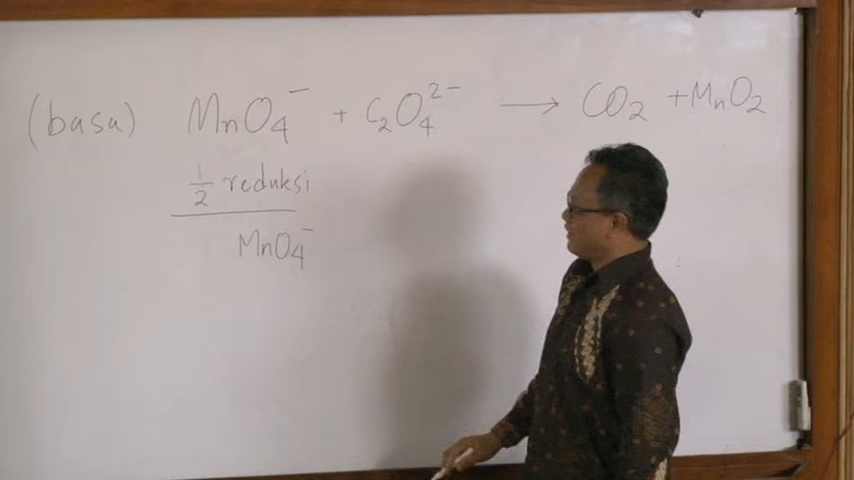 (basa) MnO₄⁻ + C₂O₄²⁻ → CO₂ + MnO₂
½ reduksi
MnO₄⁻